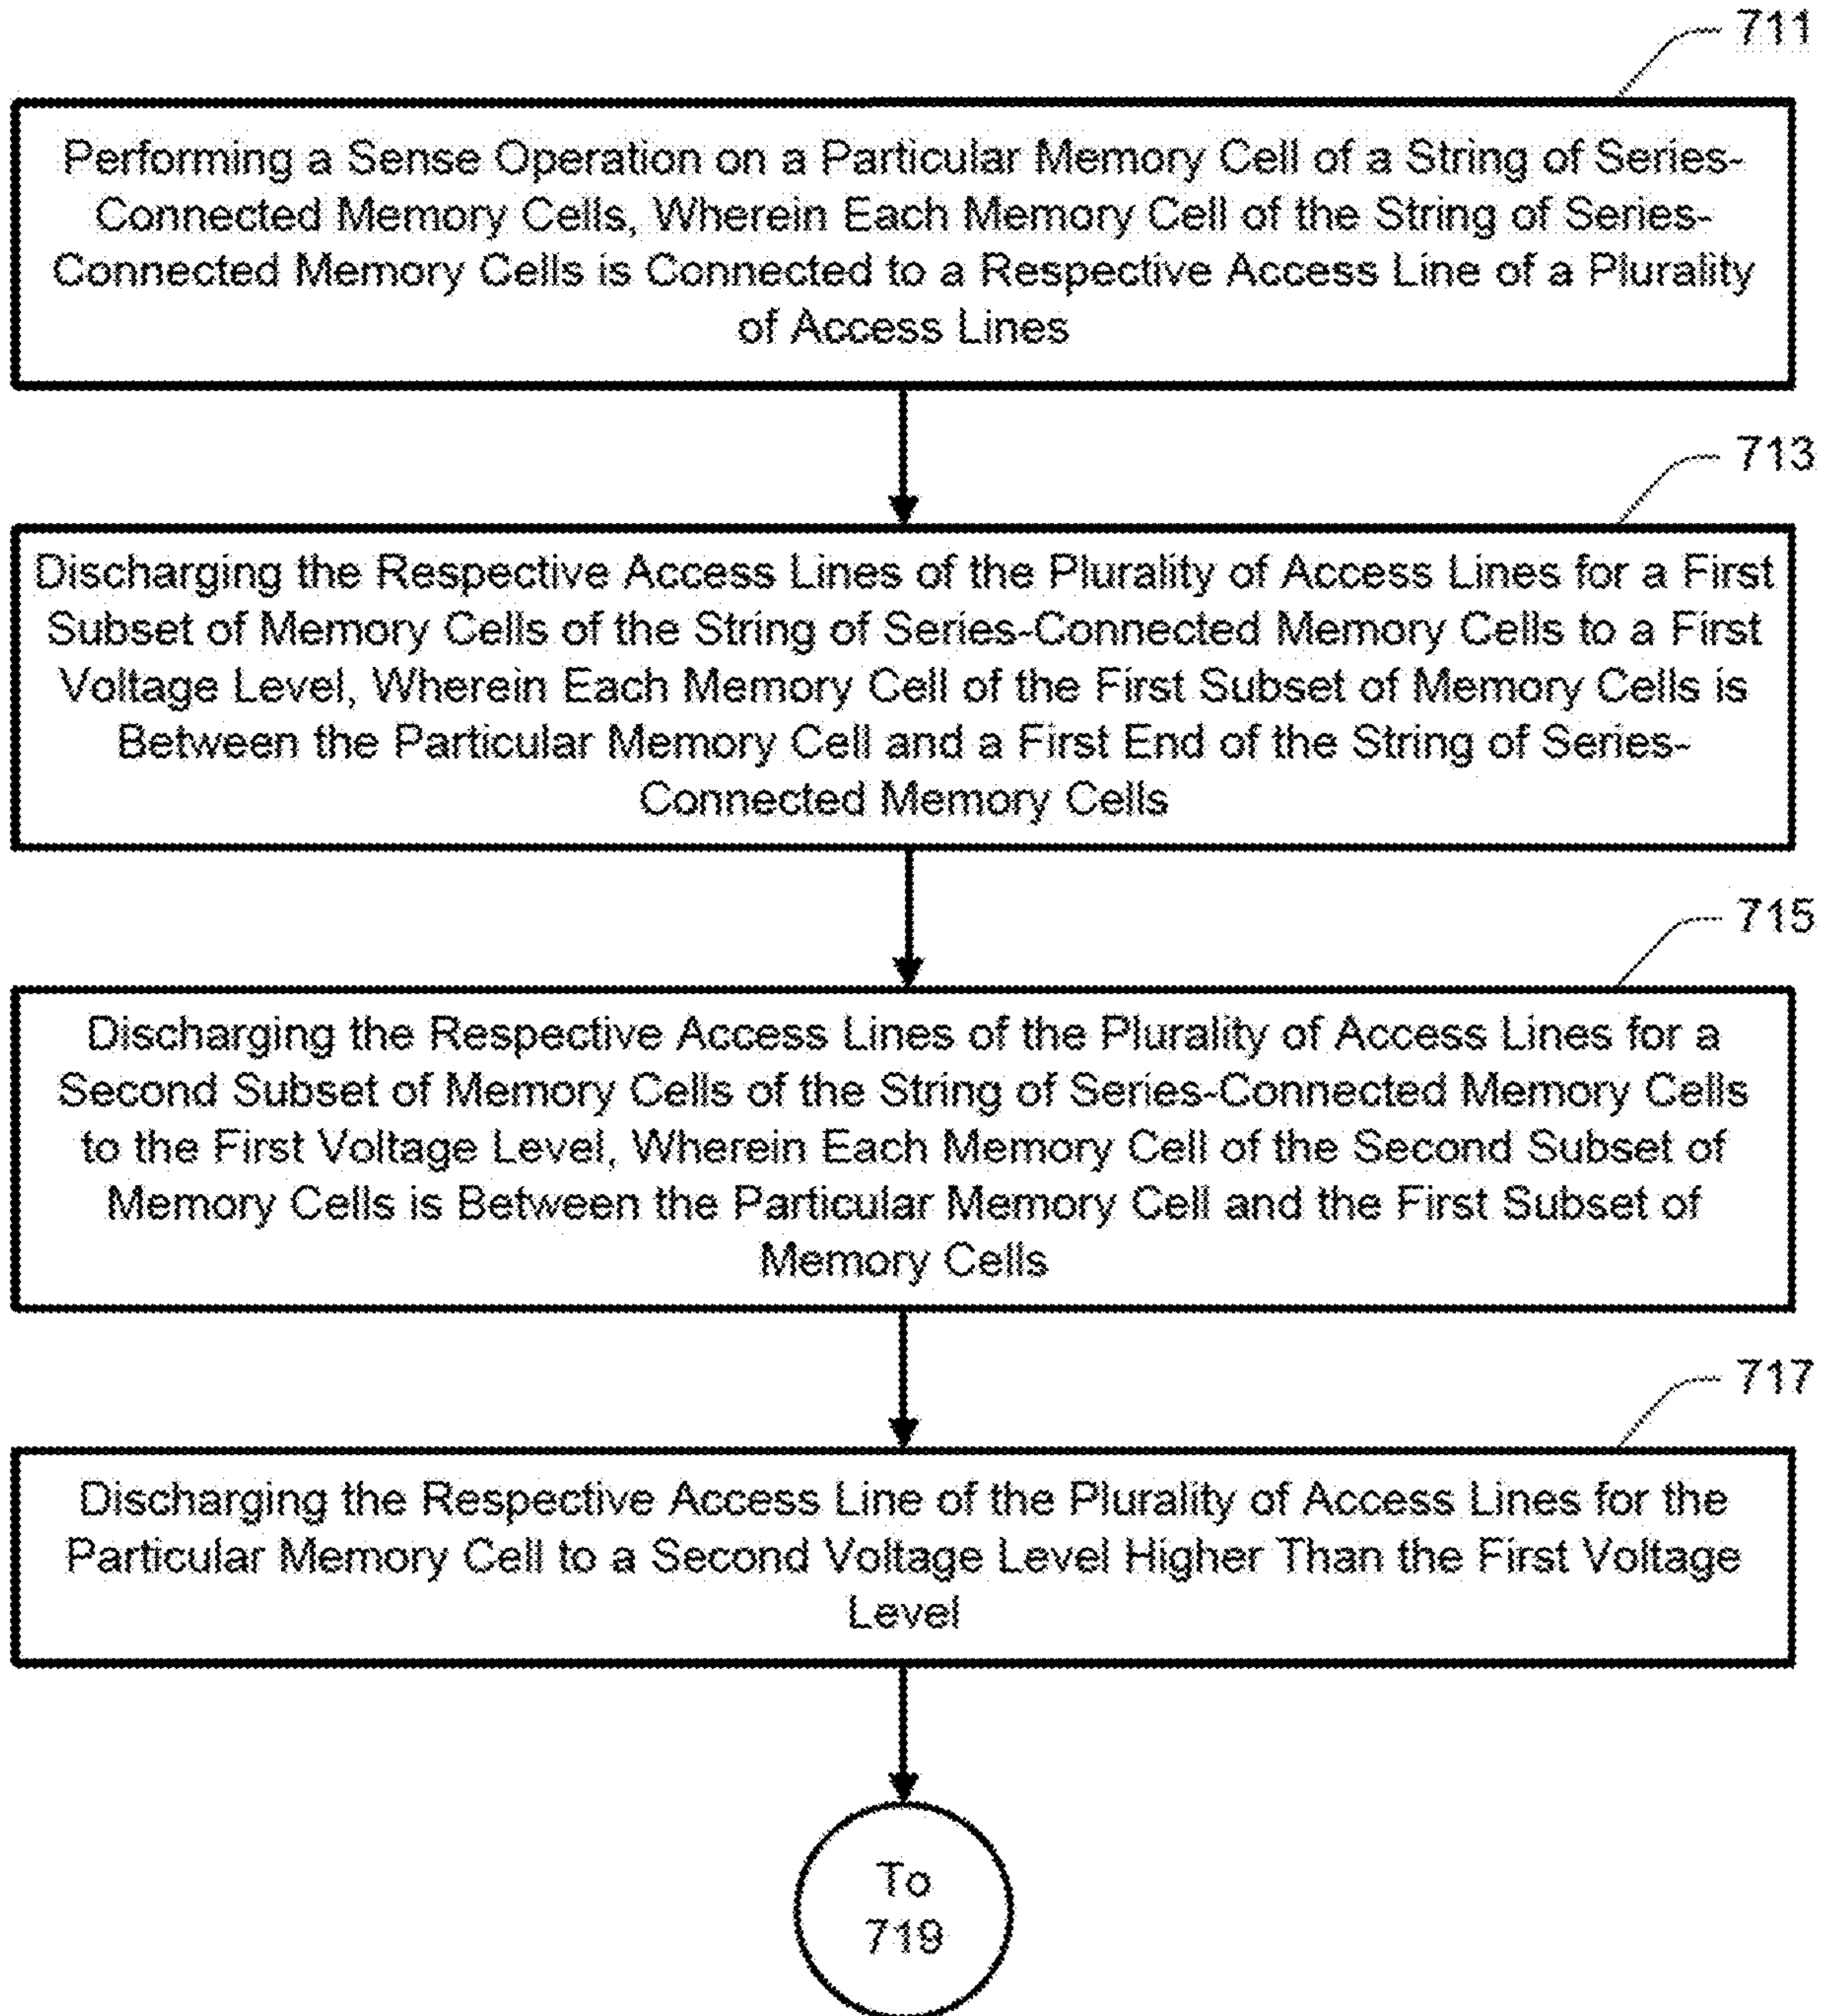 711
Performing a Sense Operation on a Particular Memory Cell of a String of Series-
Connected Memory Cells, Wherein Each Memory Cell of the String of Series-
Connected Memory Cells is Connected to a Respective Access Line of a Plurality
of Access Lines
713
Discharging the Respective Access Lines of the Plurality of Access Lines for a First
Subset of Memory Cells of the String of Series-Connected Memory Cells to a First
Voltage Level, Wherein Each Memory Cell of the First Subset of Memory Cells is
Between the Particular Memory Cell and a First End of the String of Series-
Connected Memory Cells
715
Discharging the Respective Access Lines of the Plurality of Access Lines for a
Second Subset of Memory Cells of the String of Series-Connected Memory Cells
to the First Voltage Level, Wherein Each Memory Cell of the Second Subset of
Memory Cells is Between the Particular Memory Cell and the First Subset of
Memory Cells
717
Discharging the Respective Access Line of the Plurality of Access Lines for the
Particular Memory Cell to a Second Voltage Level Higher Than the First Voltage
Level
To
719